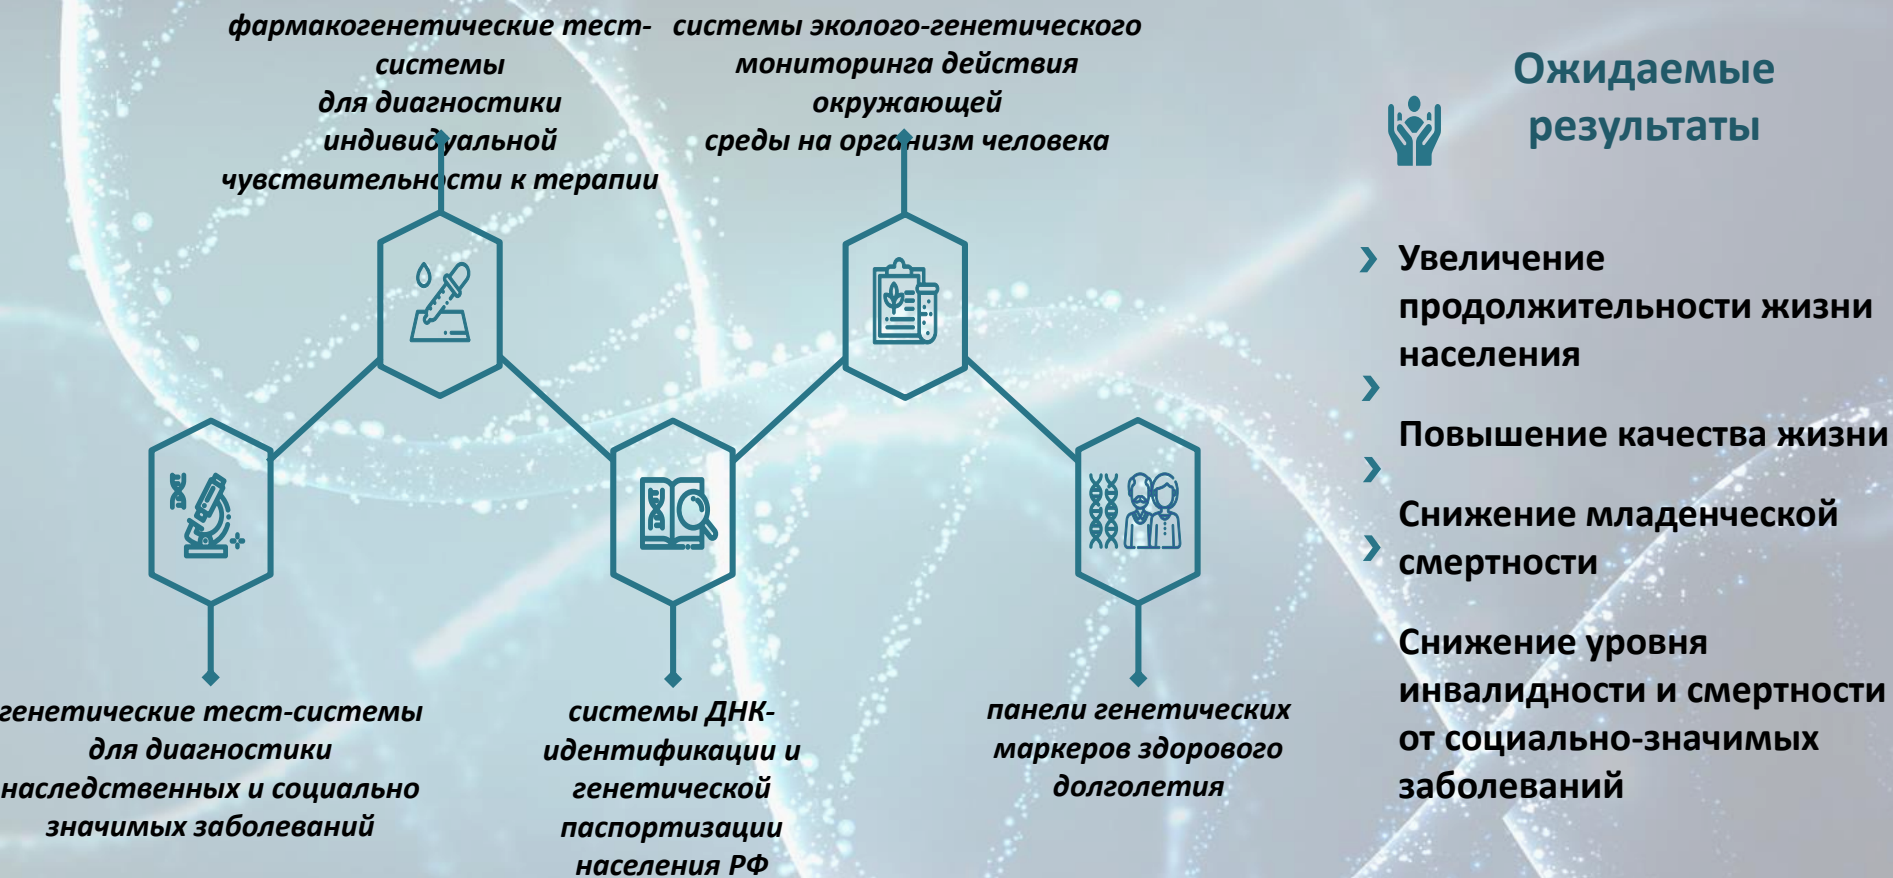 фармакогенетические тест-
системы
для диагностики
индивидуальной
чувствительности к терапии
системы эколого-генетического
мониторинга действия
окружающей
среды на организм человека
генетические тест-системы
для диагностики
наследственных и социально
значимых заболеваний
системы ДНК-
идентификации и
генетической
паспортизации
населения РФ
панели генетических
маркеров здорового
долголетия
Ожидаемые
результаты
Увеличение
продолжительности жизни
населения
Повышение качества жизни
Снижение младенческой
смертности
Снижение уровня
инвалидности и смертности
от социально-значимых
заболеваний